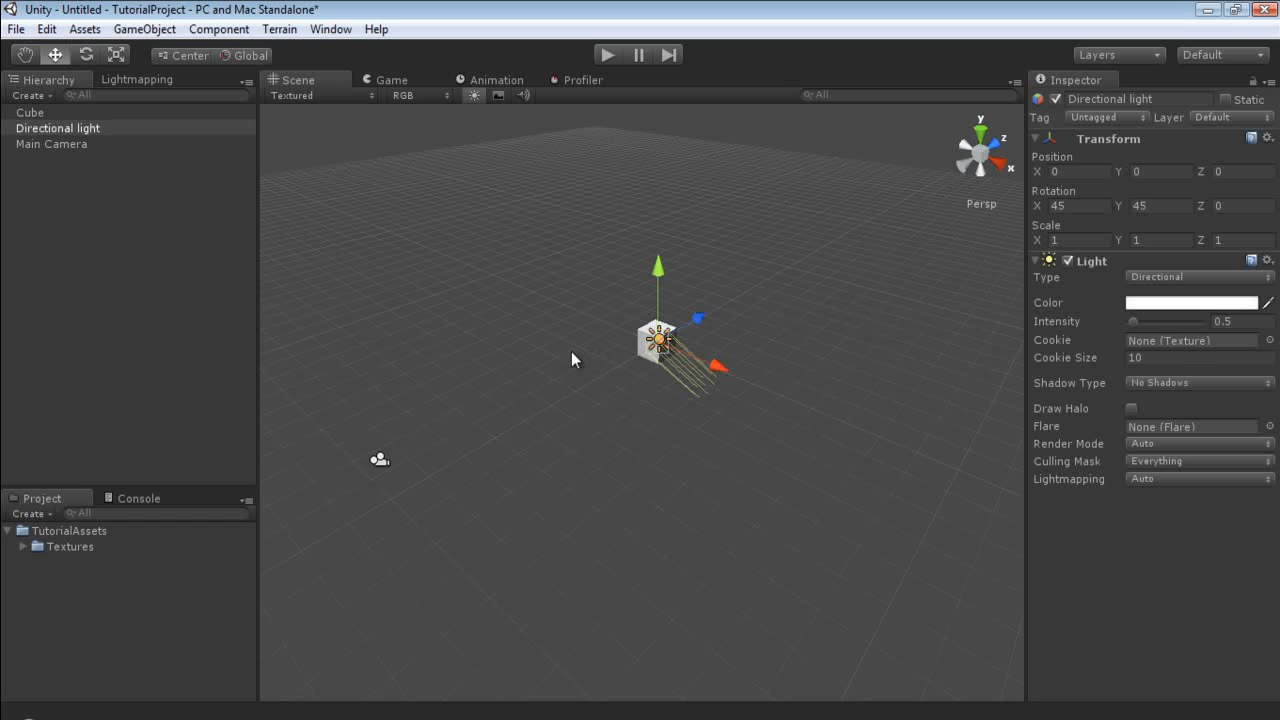 Unity - Untitled - TutorialProject - PC and Mac Standalone*
File Edit Assets GameObject Component Terrain Window Help
Center Global Layers Default
Hierarchy Lightmapping
Create All
Cube
Directional light
Main Camera
Project Console
Create All
TutorialAssets
Textures
Scene Game Animation Profiler
Textured RGB All
y
z
x
Persp
Inspector
Directional light Static
Tag Untagged Layer Default
Transform
Position
X 0 Y 0 Z 0
Rotation
X 45 Y 45 Z 0
Scale
X 1 Y 1 Z 1
Light
Type Directional
Color
Intensity 0.5
Cookie None (Texture)
Cookie Size 10
Shadow Type No Shadows
Draw Halo
Flare None (Flare)
Render Mode Auto
Culling Mask Everything
Lightmapping Auto